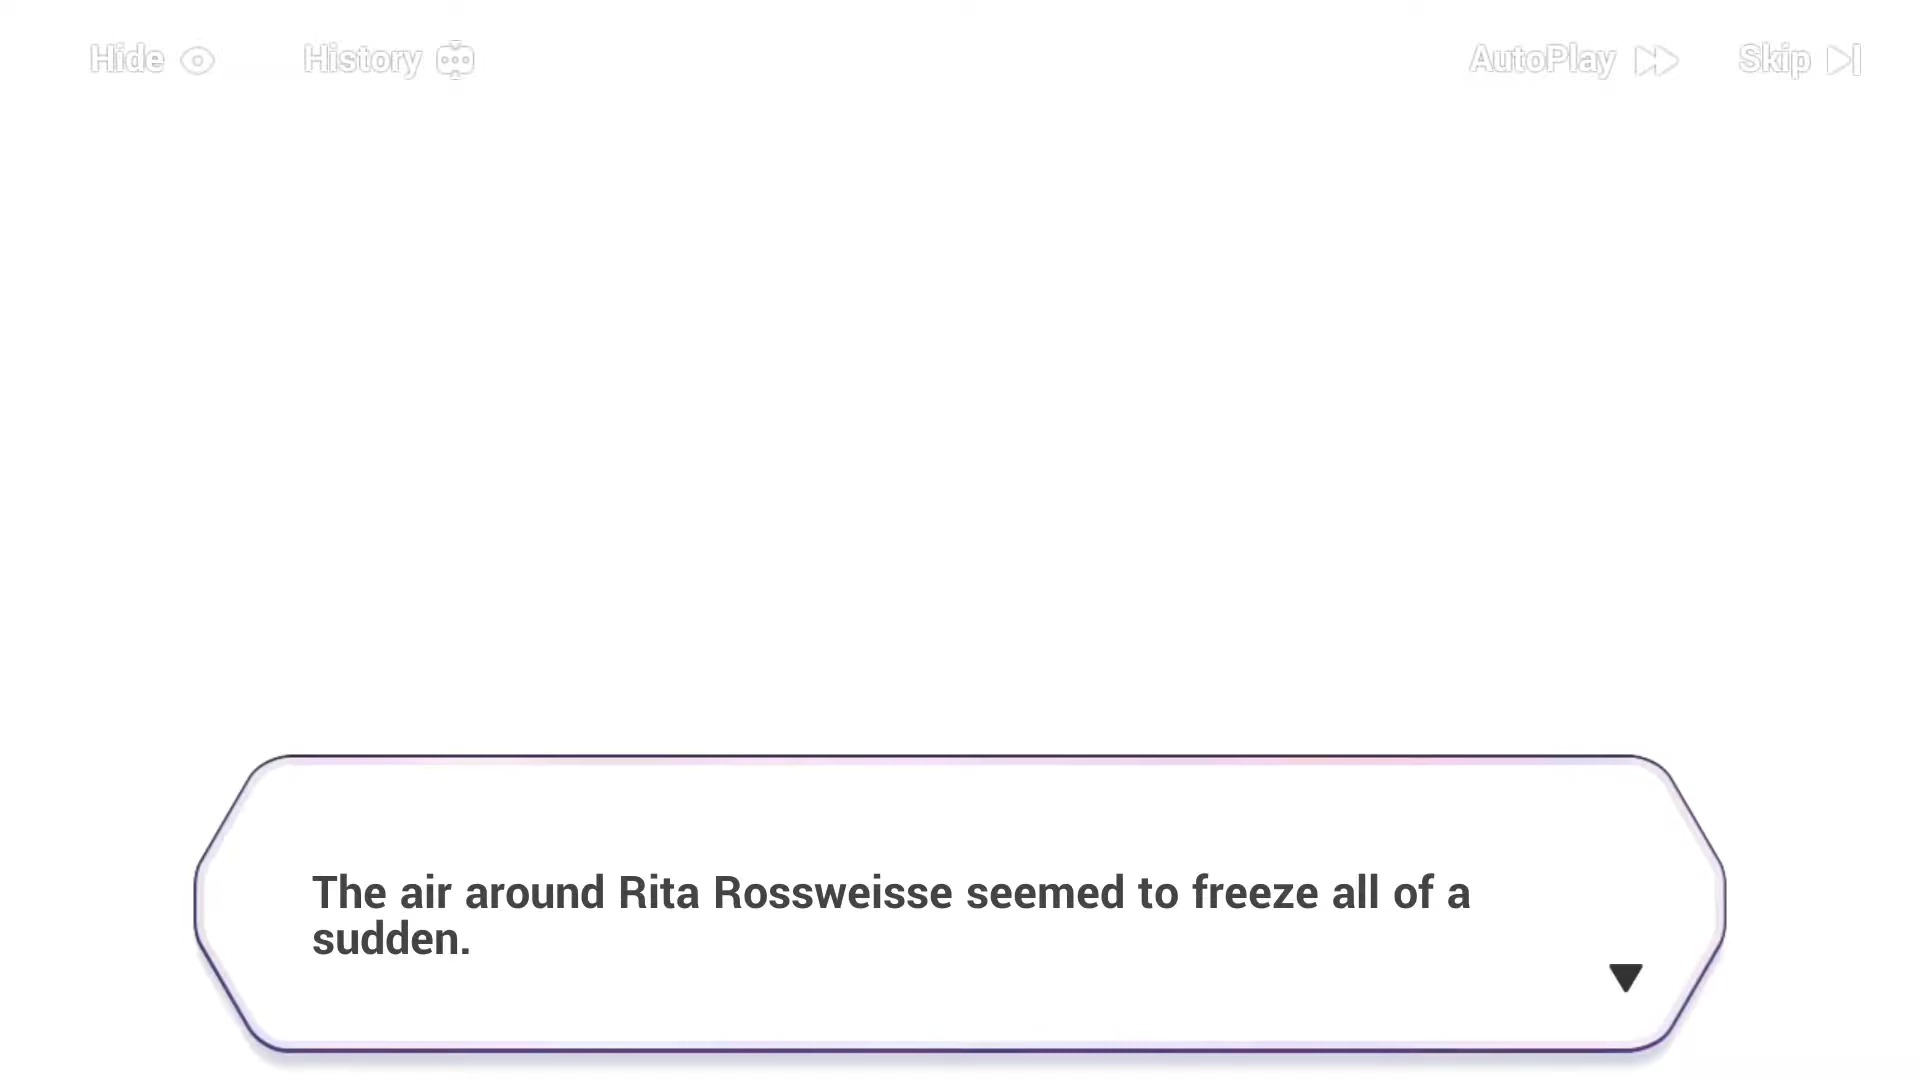 Hide History AutoPlay Skip
The air around Rita Rossweisse seemed to freeze all of a
sudden.